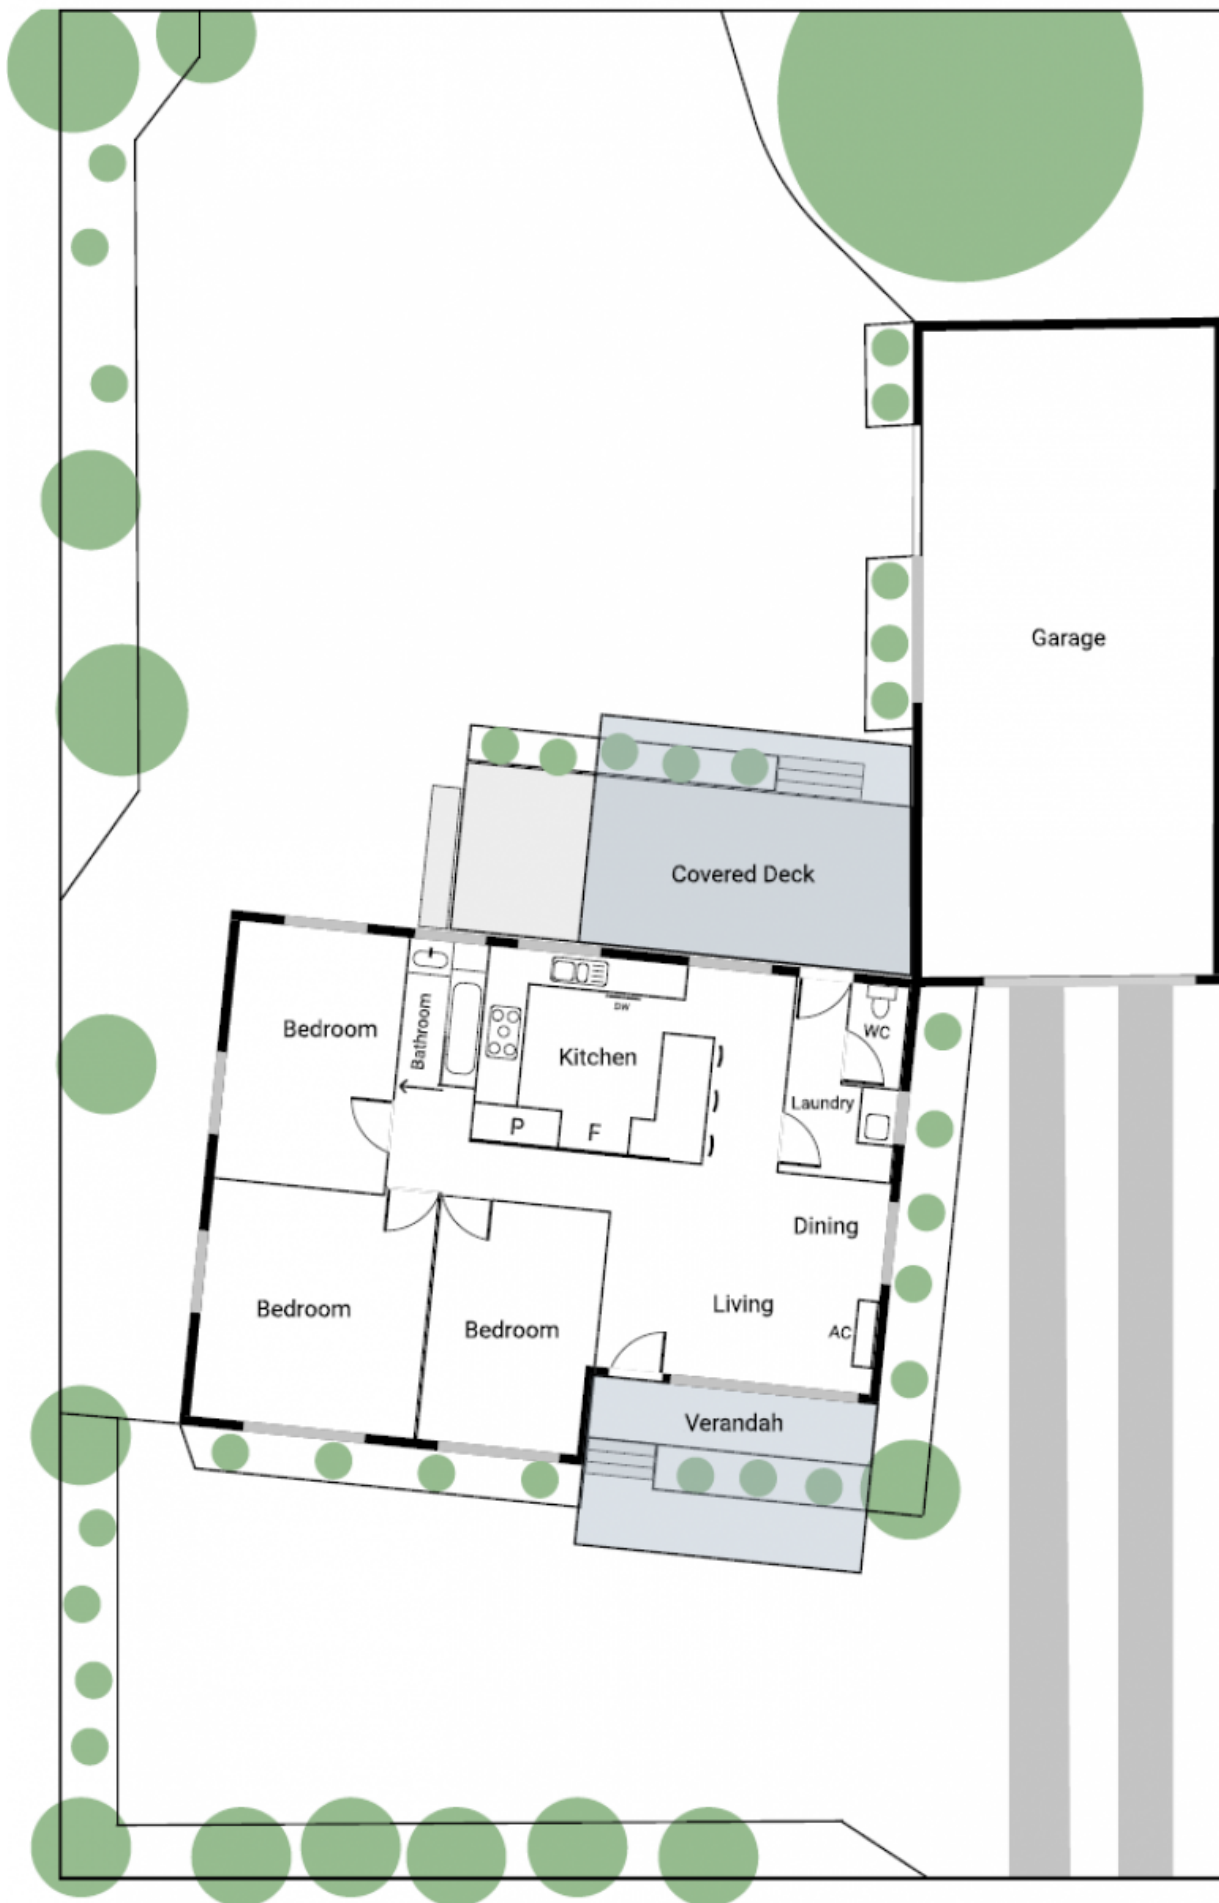 Garage
Covered Deck
Bedroom
Bathroom
DW
Kitchen
WC
Laundry
P
F
Dining
Living
Bedroom
Bedroom
AC
Verandah